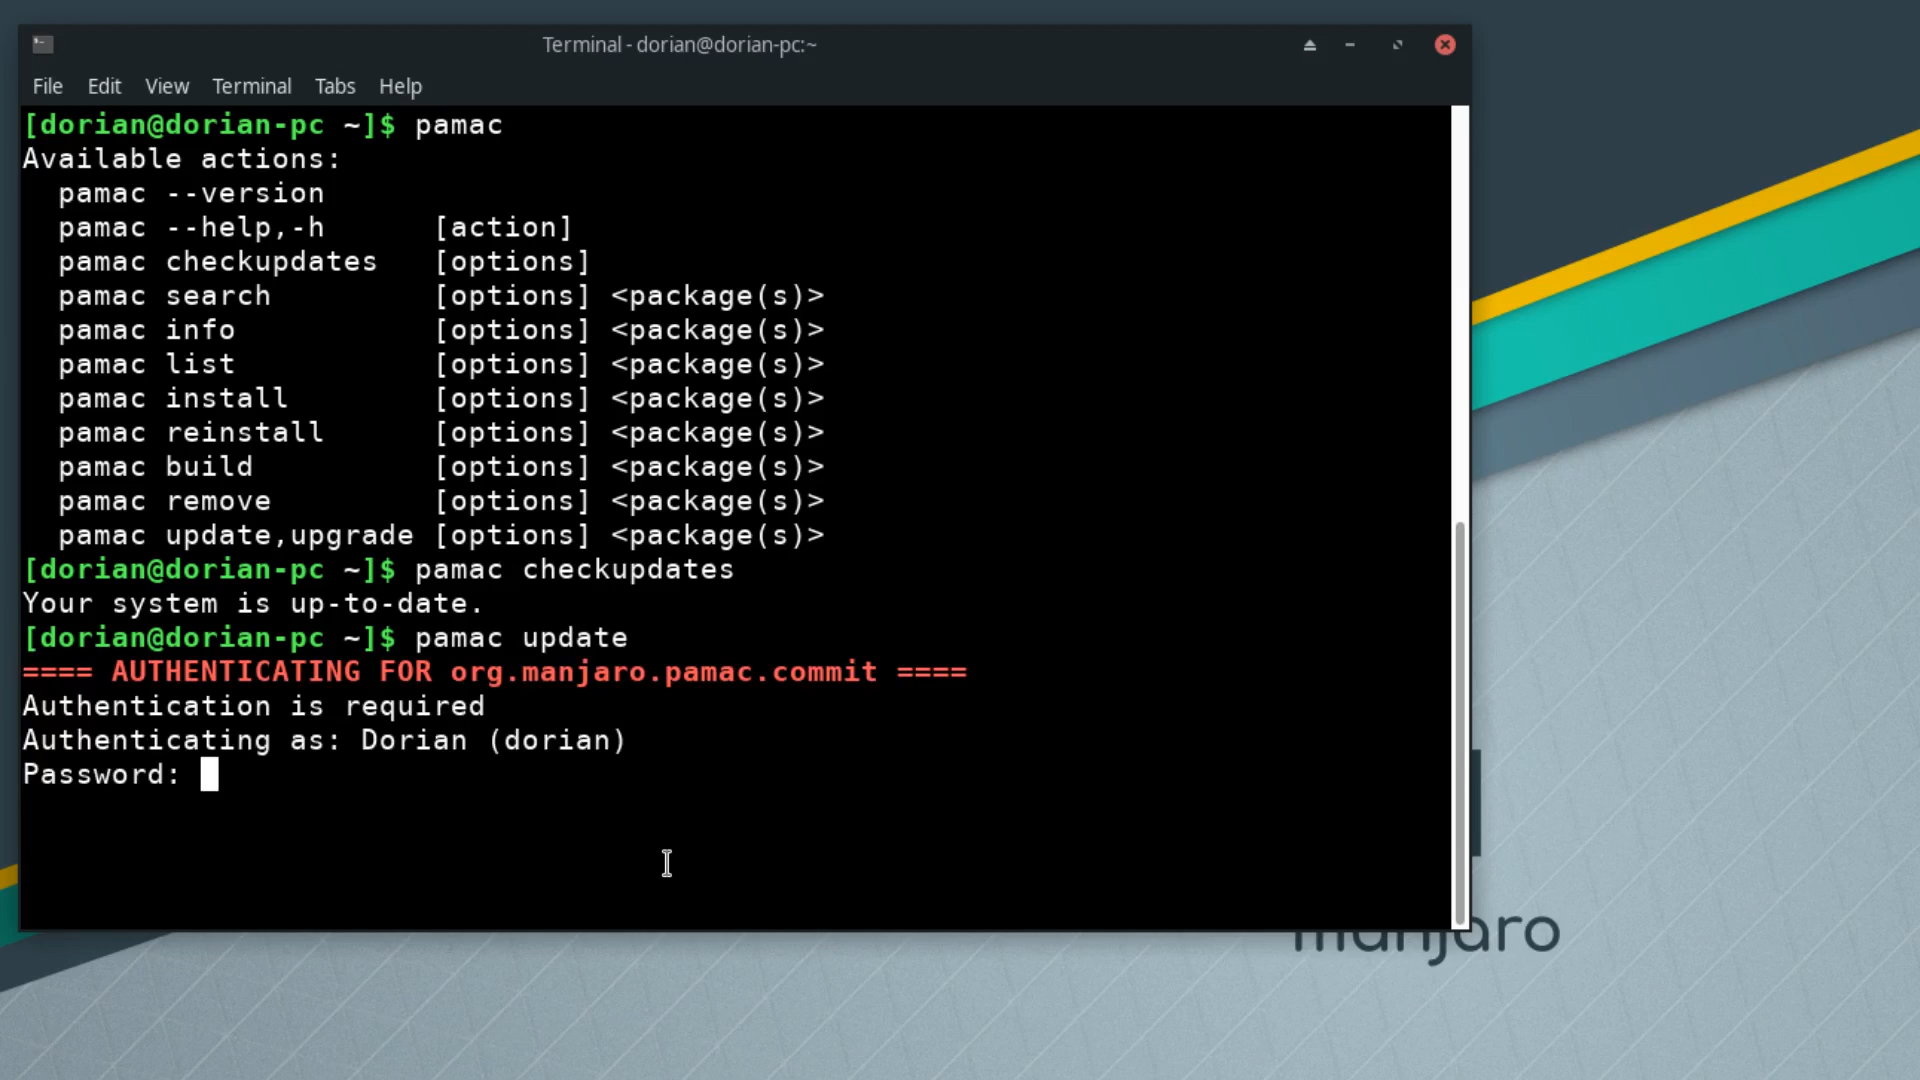 Terminal - dorian@dorian-pc:~
File Edit View Terminal Tabs Help
[dorian@dorian-pc ~]$ pamac
Available actions:
  pamac --version
  pamac --help,-h      [action]
  pamac checkupdates   [options]
  pamac search         [options] <package(s)>
  pamac info           [options] <package(s)>
  pamac list           [options] <package(s)>
  pamac install        [options] <package(s)>
  pamac reinstall      [options] <package(s)>
  pamac build          [options] <package(s)>
  pamac remove         [options] <package(s)>
  pamac update,upgrade [options] <package(s)>
[dorian@dorian-pc ~]$ pamac checkupdates
Your system is up-to-date.
[dorian@dorian-pc ~]$ pamac update
==== AUTHENTICATING FOR org.manjaro.pamac.commit ====
Authentication is required
Authenticating as: Dorian (dorian)
Password:
manjaro